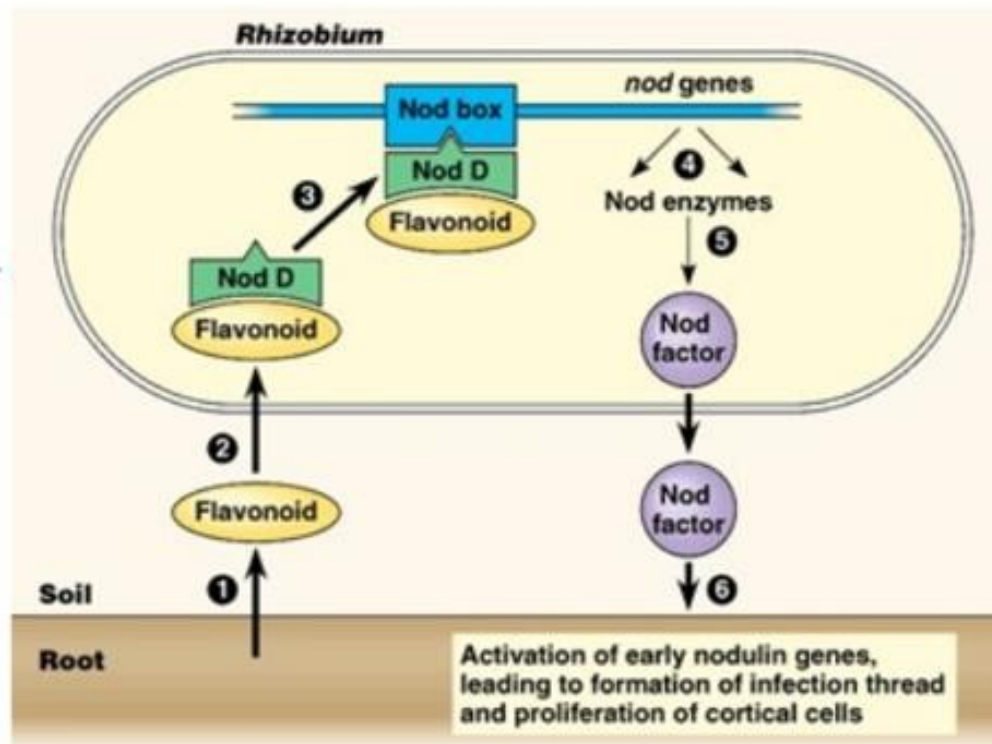 Rhizobium
nod genes
Nod box
4
Nod D
3
Nod enzymes
Flavonoid
5
Nod D
Nod
factor
Flavonoid
2
Flavonoid
Nod
factor
1
6
Soil
Root
Activation of early nodulin genes,
leading to formation of infection thread
and proliferation of cortical cells